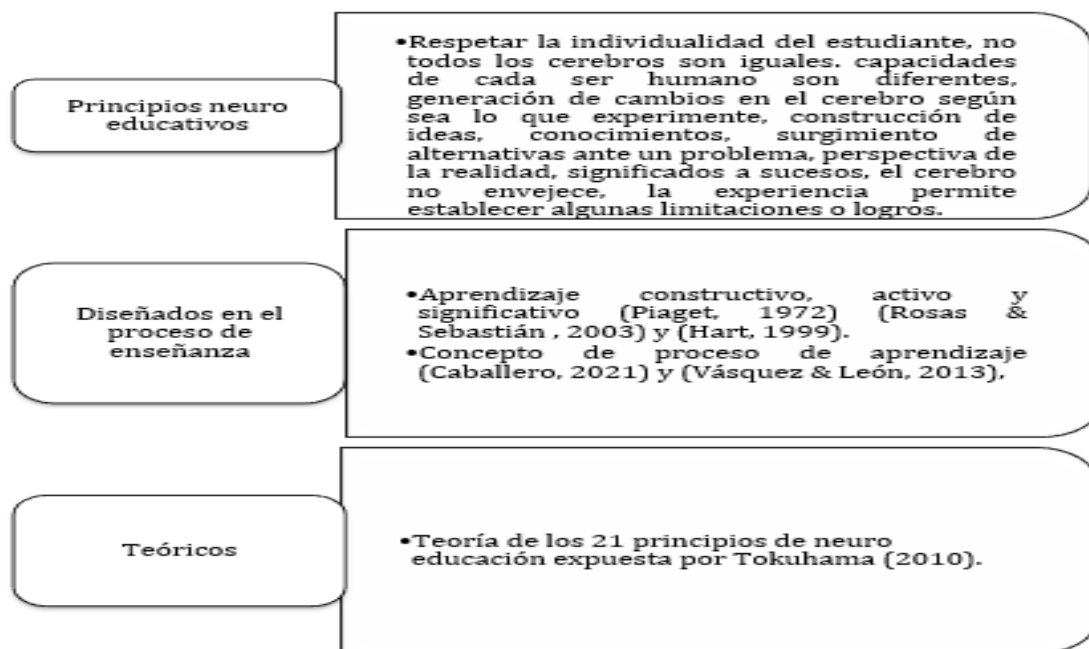 Principios neuro
educativos
•Respetar la individualidad del estudiante, no
todos los cerebros son iguales. capacidades
de cada ser humano son diferentes,
generación de cambios en el cerebro según
sea lo que experimente, construcción de
ideas, conocimientos, surgimiento de
alternativas ante un problema, perspectiva de
la realidad, significados a sucesos, el cerebro
no envejece, la experiencia permite
establecer algunas limitaciones o logros.
Diseñados en el
proceso de
enseñanza
•Aprendizaje constructivo, activo y
significativo (Piaget, 1972) (Rosas &
Sebastián , 2003) y (Hart, 1999).
•Concepto de proceso de aprendizaje
(Caballero, 2021) y (Vásquez & León, 2013),
Teóricos
•Teoría de los 21 principios de neuro
educación expuesta por Tokuhama (2010).